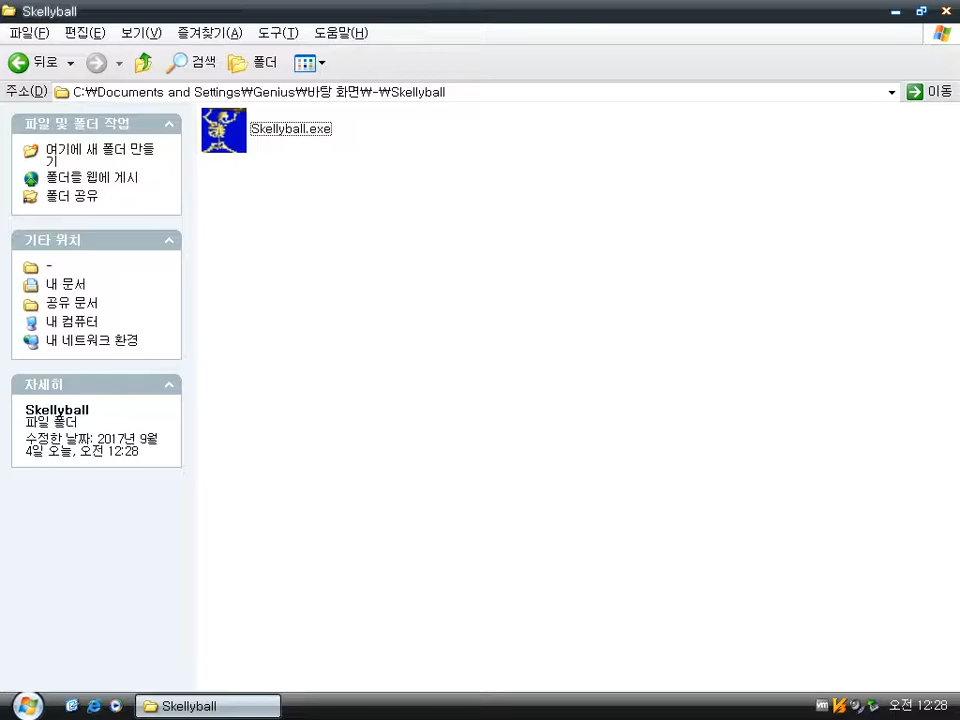 Skellyball
파일(F) 편집(E) 보기(V) 즐겨찾기(A) 도구(T) 도움말(H)
뒤로 검색 폴더
주소(D) C:₩Documents and Settings₩Genius₩바탕 화면₩-₩Skellyball 이동
파일 및 폴더 작업
여기에 새 폴더 만들
기
폴더를 웹에 게시
폴더 공유
기타 위치
-
내 문서
공유 문서
내 컴퓨터
내 네트워크 환경
자세히
Skellyball
파일 폴더
수정한 날짜: 2017년 9월
4일 오늘, 오전 12:28
Skellyball.exe
Skellyball
오전 12:28